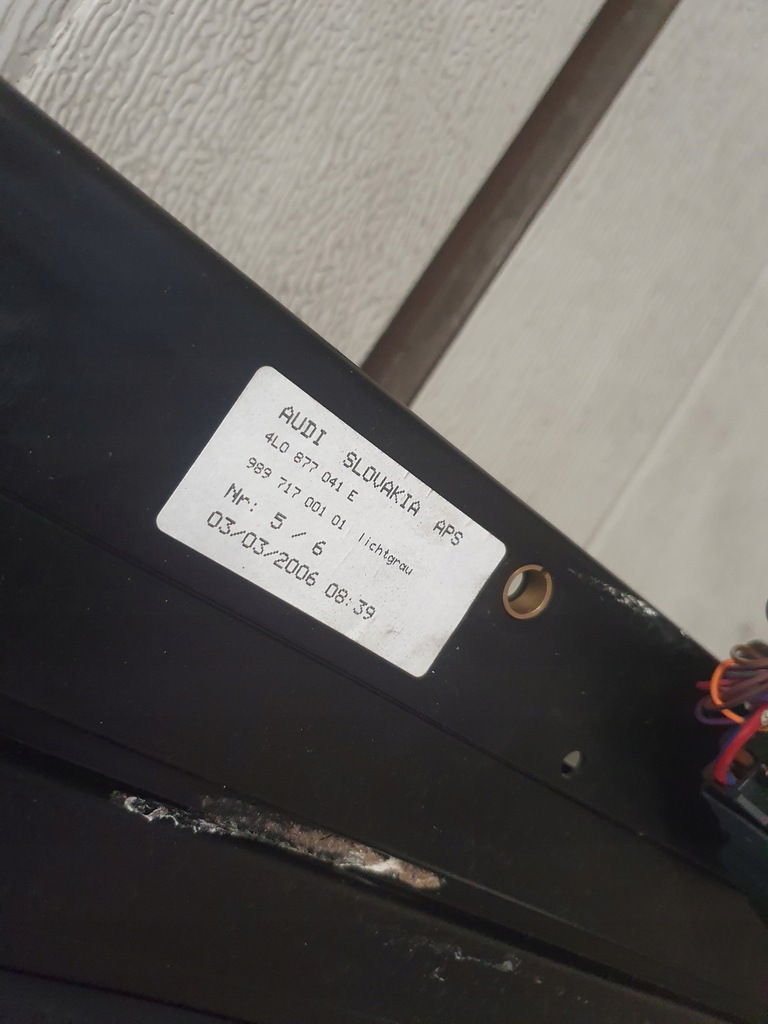 AUDI SLOVAKIA APS
4L0 877 041 E
989 717 001 01 lichtgrau
Nr: 5 / 6
03/03/2006 08:39